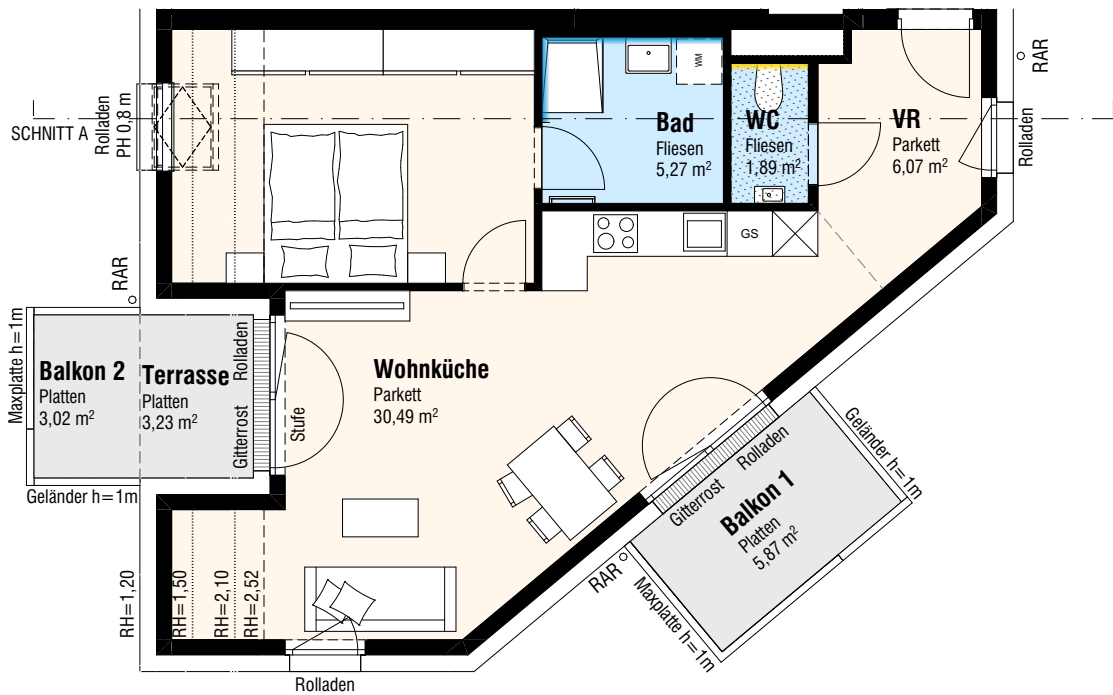 RAR
SCHNITT A
Rolladen
PH 0,8 m
WM
Bad
Fliesen
5,27 m²
WC
Fliesen
1,89 m²
VR
Parkett
6,07 m²
Rolladen
GS
RAR
Maxplatte h=1m
Balkon 2
Platten
3,02 m²
Terrasse
Platten
3,23 m²
Rolladen
Gitterrost
Stufe
Geländer h=1m
Wohnküche
Parkett
30,49 m²
Rolladen
Gitterrost
Geländer h=1m
Balkon 1
Platten
5,87 m²
RAR
Maxplatte h=1m
RH=1,20
RH=1,50
RH=2,10
RH=2,52
Rolladen